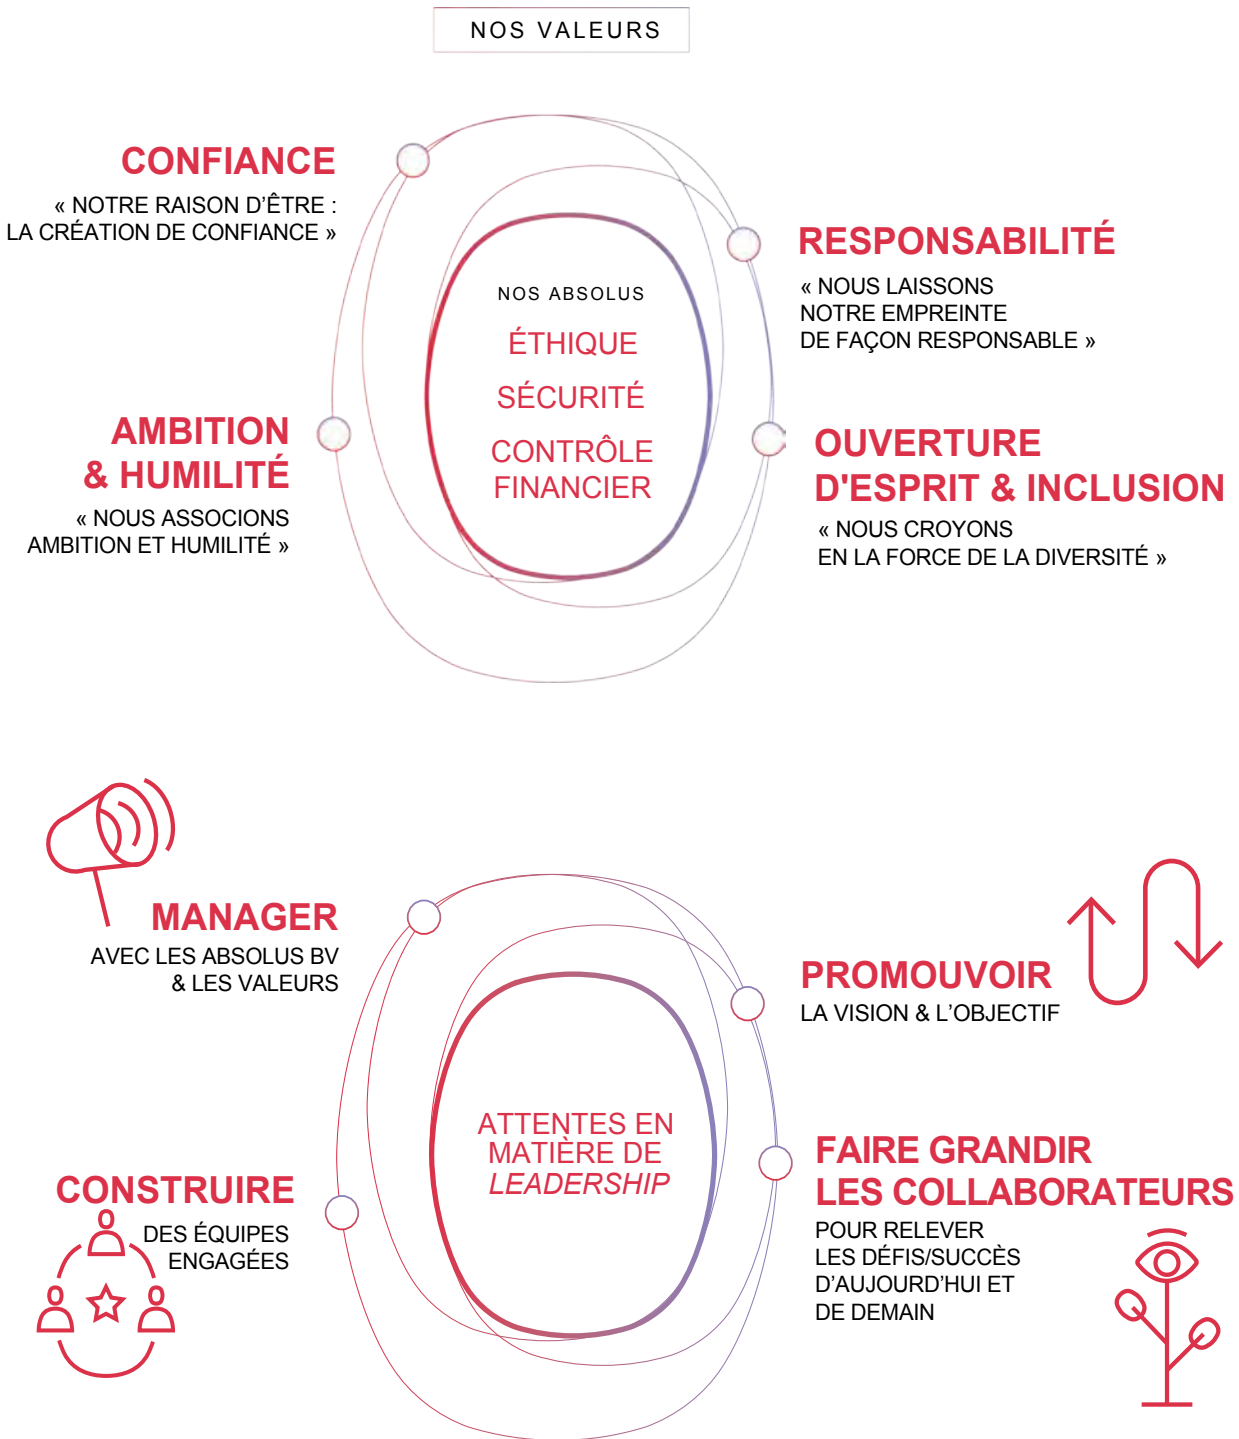 NOS VALEURS
CONFIANCE
« NOTRE RAISON D’ÊTRE :
LA CRÉATION DE CONFIANCE »
RESPONSABILITÉ
« NOUS LAISSONS
NOTRE EMPREINTE
DE FAÇON RESPONSABLE »
NOS ABSOLUS
ÉTHIQUE
SÉCURITÉ
CONTRÔLE
FINANCIER
AMBITION
& HUMILITÉ
« NOUS ASSOCIONS
AMBITION ET HUMILITÉ »
OUVERTURE
D'ESPRIT & INCLUSION
« NOUS CROYONS
EN LA FORCE DE LA DIVERSITÉ »
MANAGER
AVEC LES ABSOLUS BV
& LES VALEURS
PROMOUVOIR
LA VISION & L’OBJECTIF
ATTENTES EN
MATIÈRE DE
LEADERSHIP
CONSTRUIRE
DES ÉQUIPES
ENGAGÉES
FAIRE GRANDIR
LES COLLABORATEURS
POUR RELEVER
LES DÉFIS/SUCCÈS
D’AUJOURD’HUI ET
DE DEMAIN